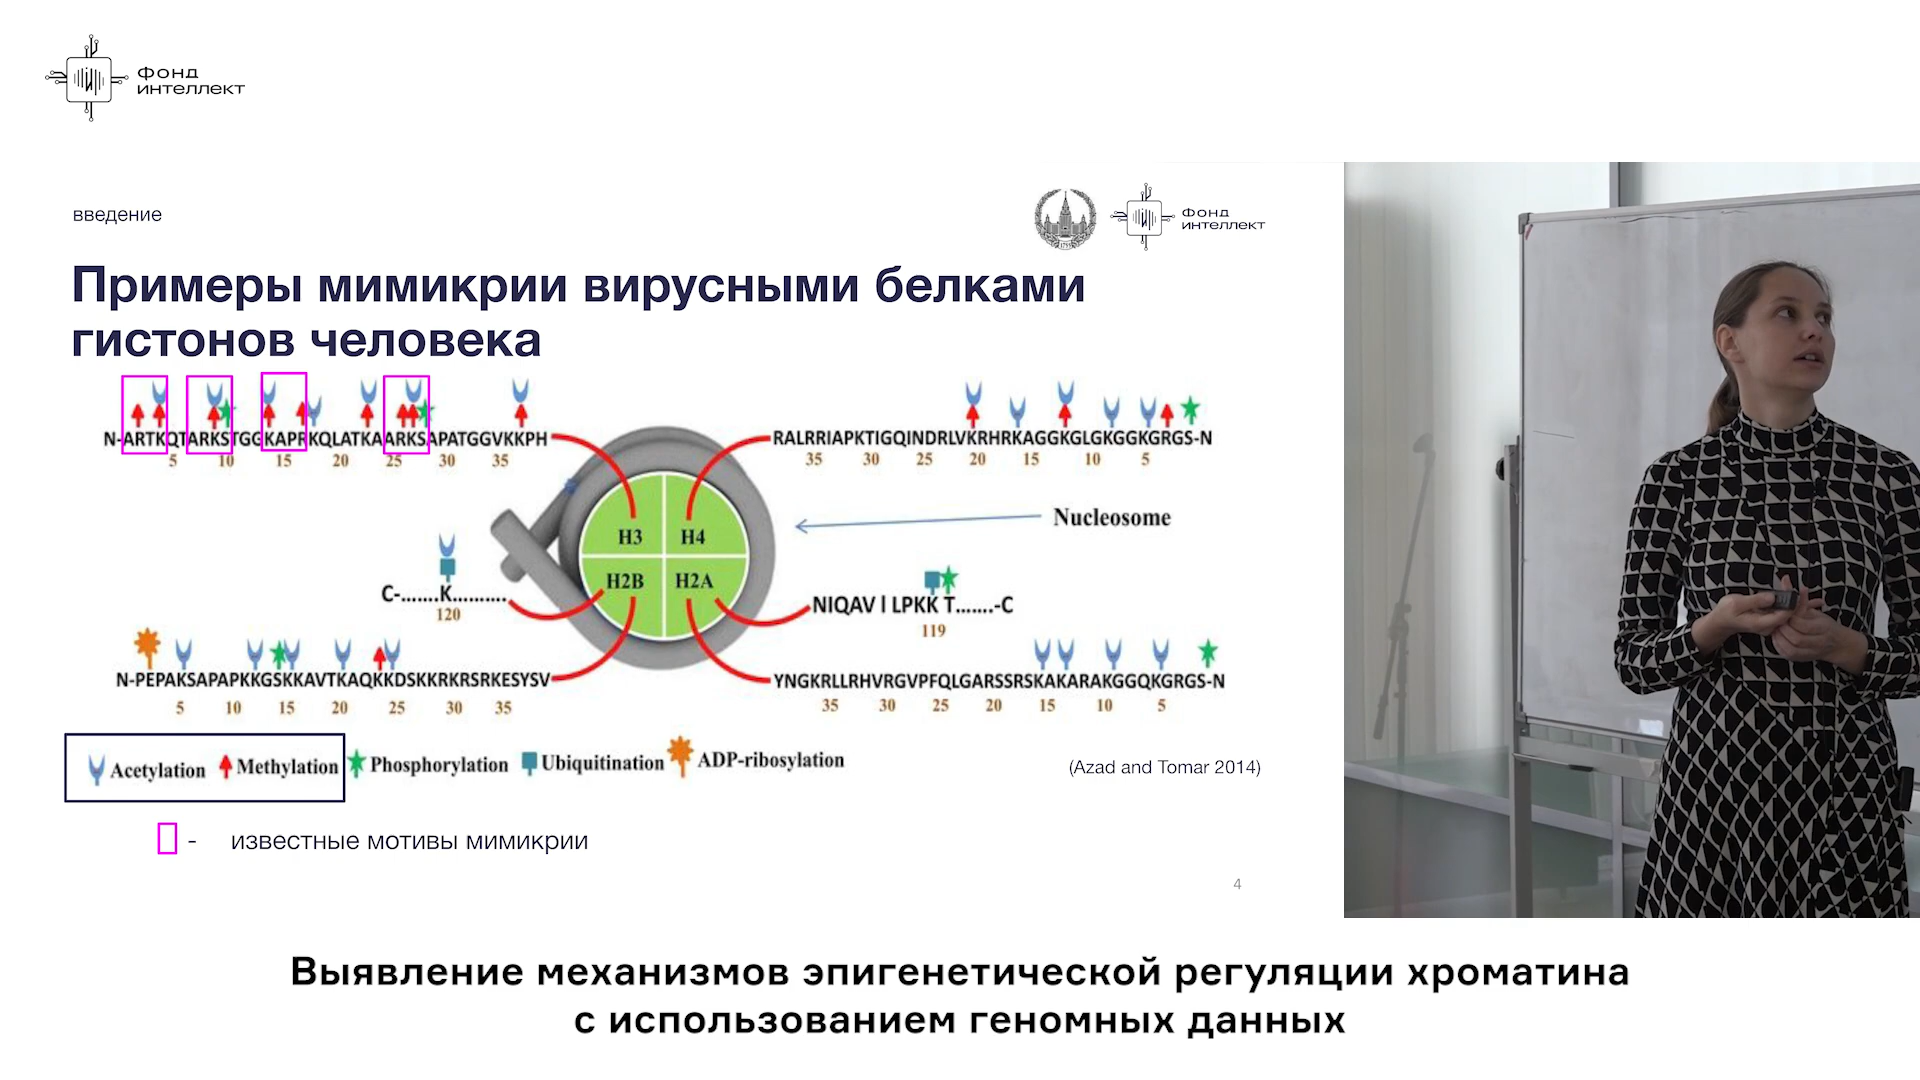 Фонд
интеллект
введение
Фонд
интеллект
Примеры мимикрии вирусными белками
гистонов человека
N-ARTKQTARKSTGGKAPRKQLATKAARKSAPATGGVKKPH
5 10 15 20 25 30 35
RALRRIAPKTIGQINDRLVKRHRKAGGKGLGKGGKGRGS-N
35 30 25 20 15 10 5
Nucleosome
H3 H4
H2B H2A
C-.......K..........
120
NIQAV I LPKK T.......-C
119
N-PEPAKSAPAPKKGSKKAVTKAQKKDSKKRKRSRKESYSV
5 10 15 20 25 30 35
YNGKRLLRHVRGVPFQLGARSSRSKAKARAKGGQKGRGS-N
35 30 25 20 15 10 5
Acetylation Methylation Phosphorylation Ubiquitination ADP-ribosylation
(Azad and Tomar 2014)
- известные мотивы мимикрии
4
Выявление механизмов эпигенетической регуляции хроматина
с использованием геномных данных